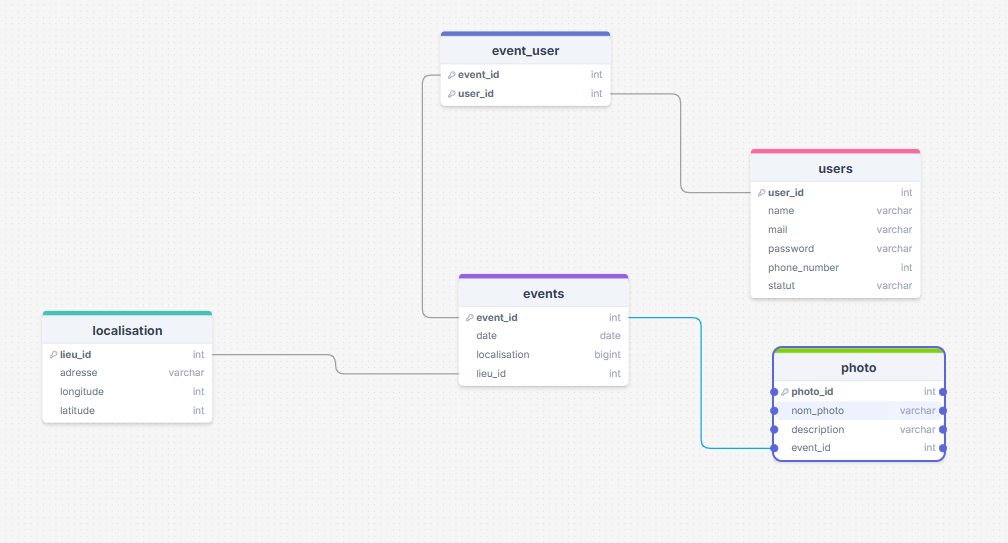 event_user
event_id int
user_id int
users
user_id int
name varchar
mail varchar
password varchar
phone_number int
statut varchar
events
event_id int
date date
localisation bigint
lieu_id int
localisation
lieu_id int
adresse varchar
longitude int
latitude int
photo
photo_id int
nom_photo varchar
description varchar
event_id int